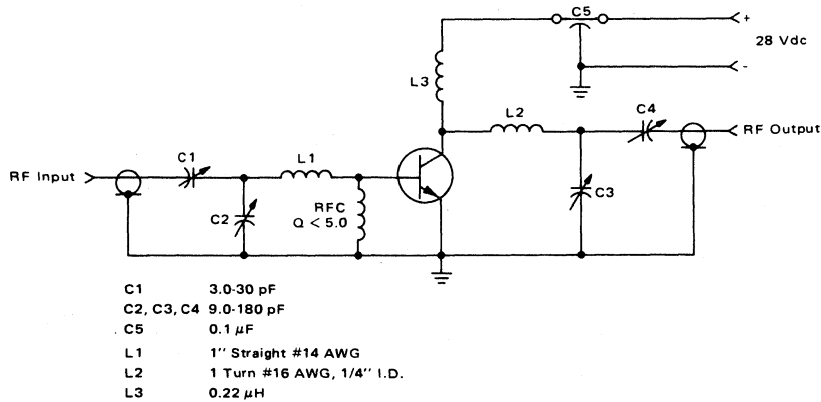 C5
+
28 Vdc
-
L3
L2
C4
RF Output
C1
L1
RF Input
C2
RFC
Q < 5.0
C3
C1 3.0-30 pF
C2, C3, C4 9.0-180 pF
C5 0.1 μF
L1 1'' Straight #14 AWG
L2 1 Turn #16 AWG, 1/4'' I.D.
L3 0.22 μH